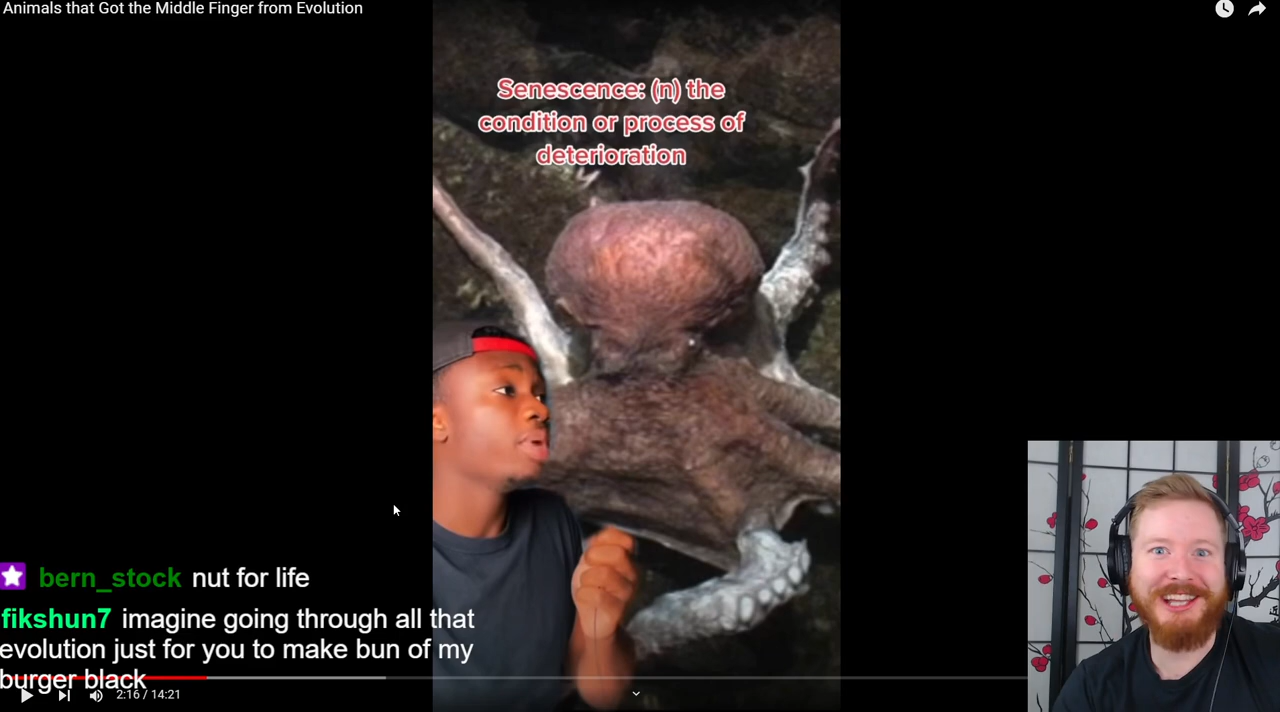 Animals that Got the Middle Finger from Evolution
Senescence: (n) the
condition or process of
deterioration
bern_stock nut for life
fikshun7 imagine going through all that
evolution just for you to make bun of my
burger black
2:16 / 14:21